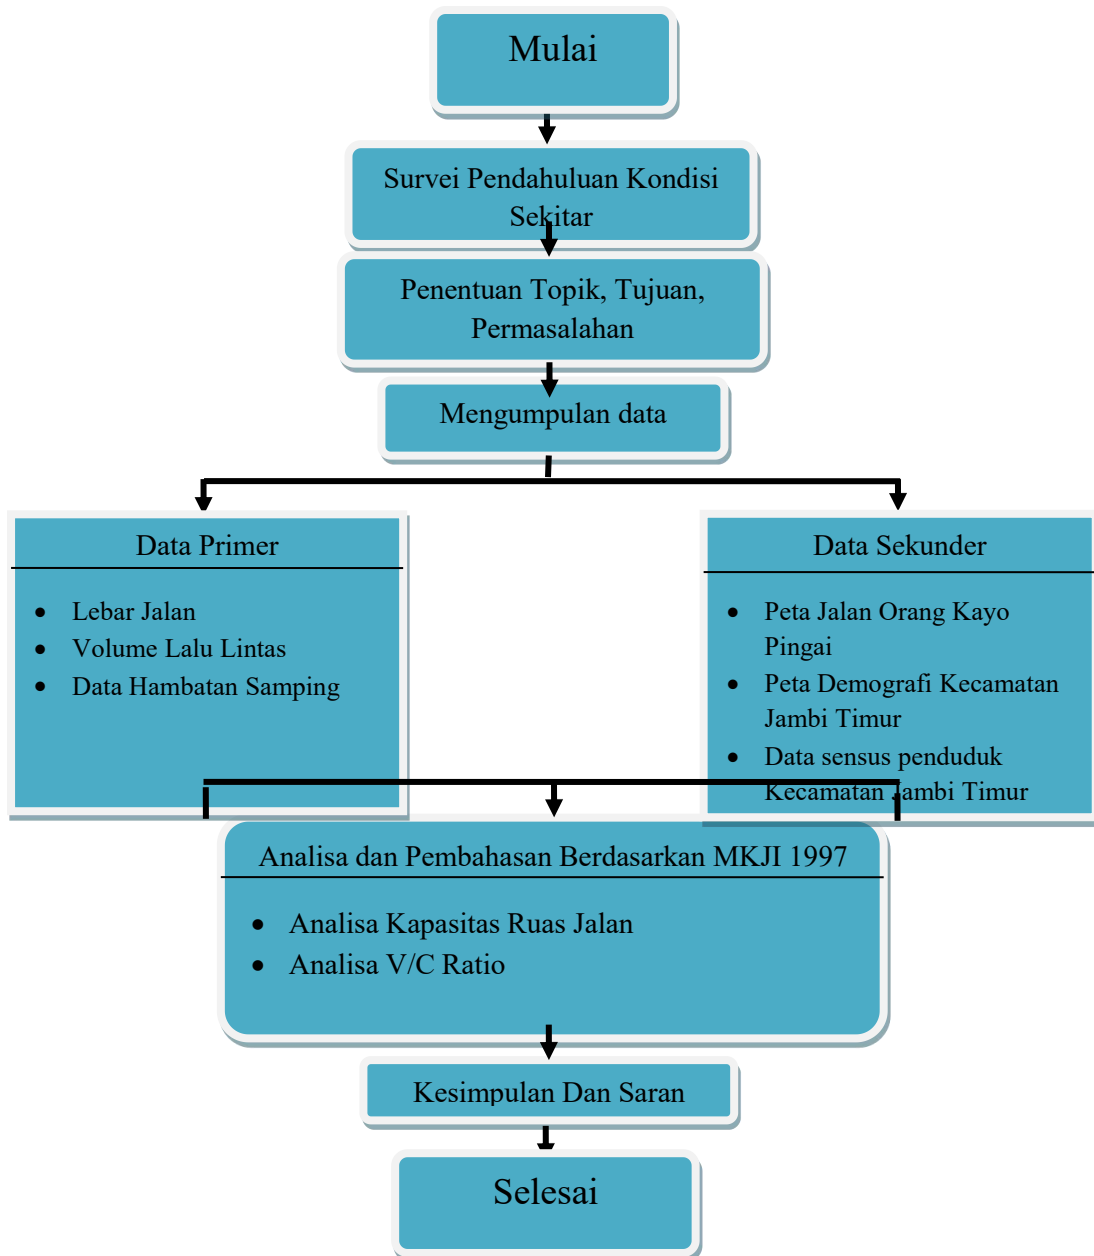 Mulai
Survei Pendahuluan Kondisi
Sekitar
Penentuan Topik, Tujuan,
Permasalahan
Mengumpulan data
Data Primer
• Lebar Jalan
• Volume Lalu Lintas
• Data Hambatan Samping
Data Sekunder
• Peta Jalan Orang Kayo
Pingai
• Peta Demografi Kecamatan
Jambi Timur
• Data sensus penduduk
Kecamatan Jambi Timur
Analisa dan Pembahasan Berdasarkan MKJI 1997
• Analisa Kapasitas Ruas Jalan
• Analisa V/C Ratio
Kesimpulan Dan Saran
Selesai